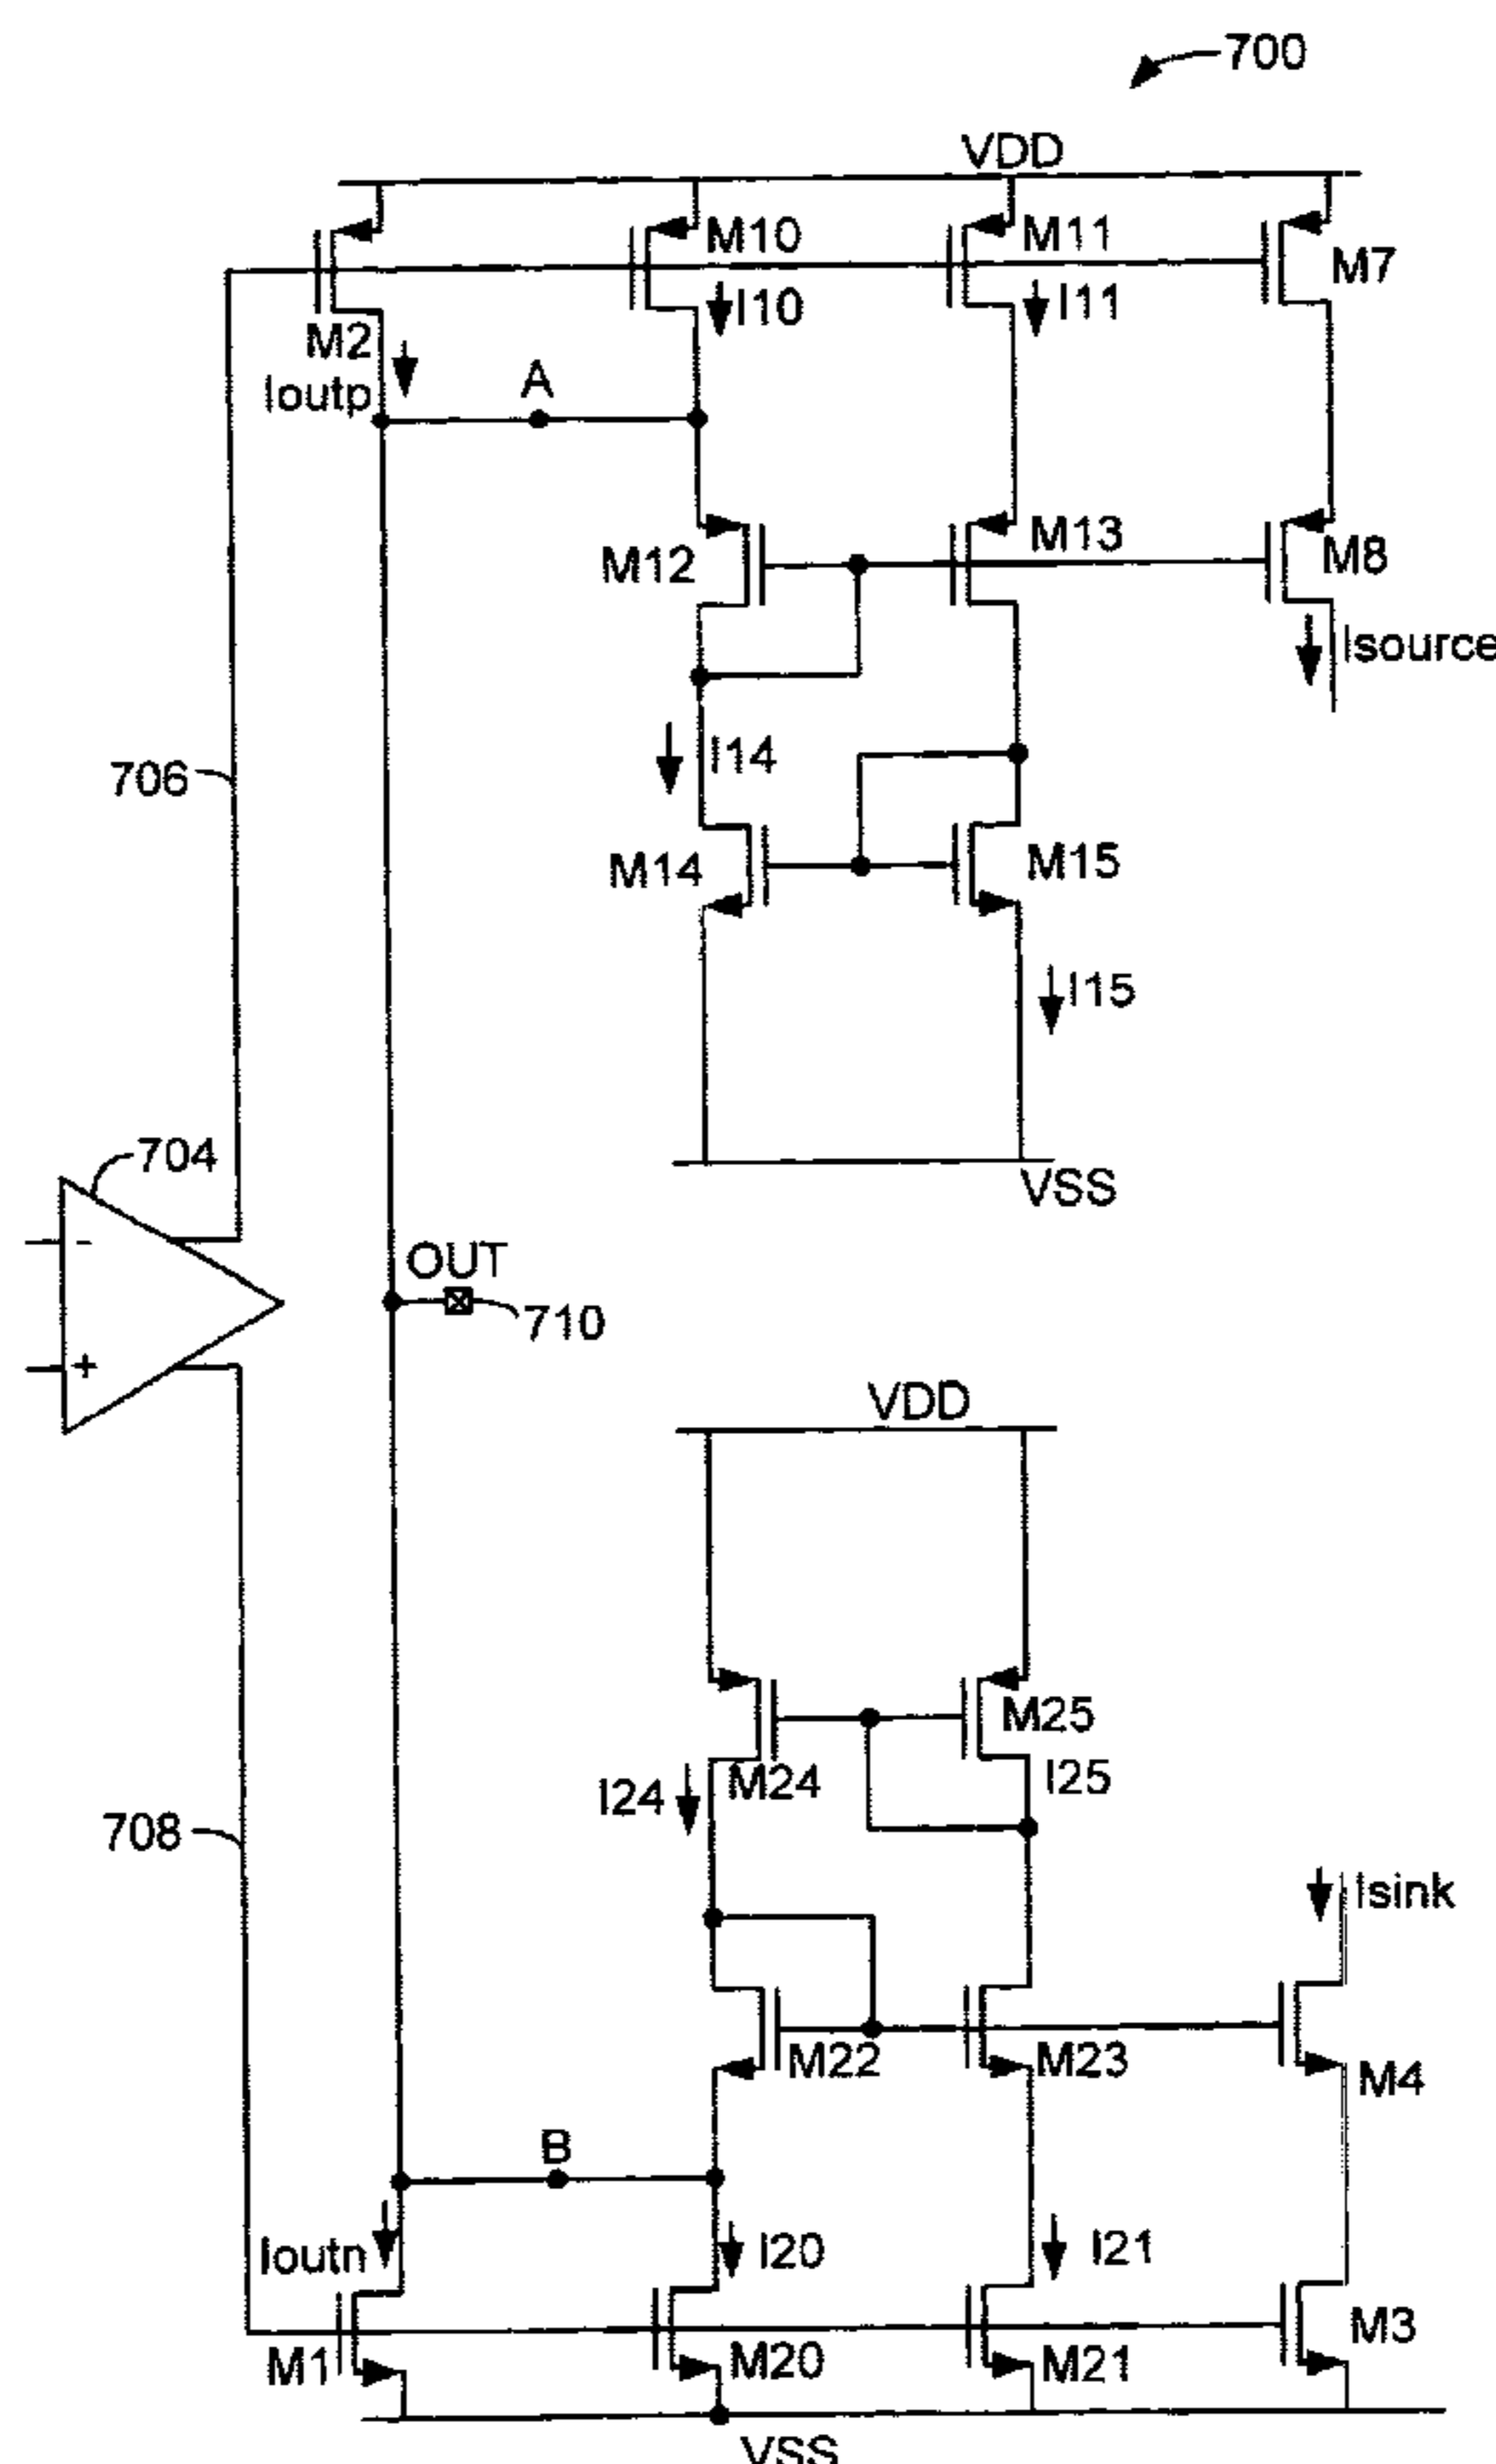 700
VDD
M10
M11
M7
I10
I11
M2
Ioutp
A
M12
M13
M8
Isource
706
I14
M14
M15
I15
704
VSS
-
OUT
710
+
VDD
M25
I24
M24
I25
708
Isink
M22
M23
M4
B
Ioutn
I20
I21
M1
M20
M21
M3
VSS